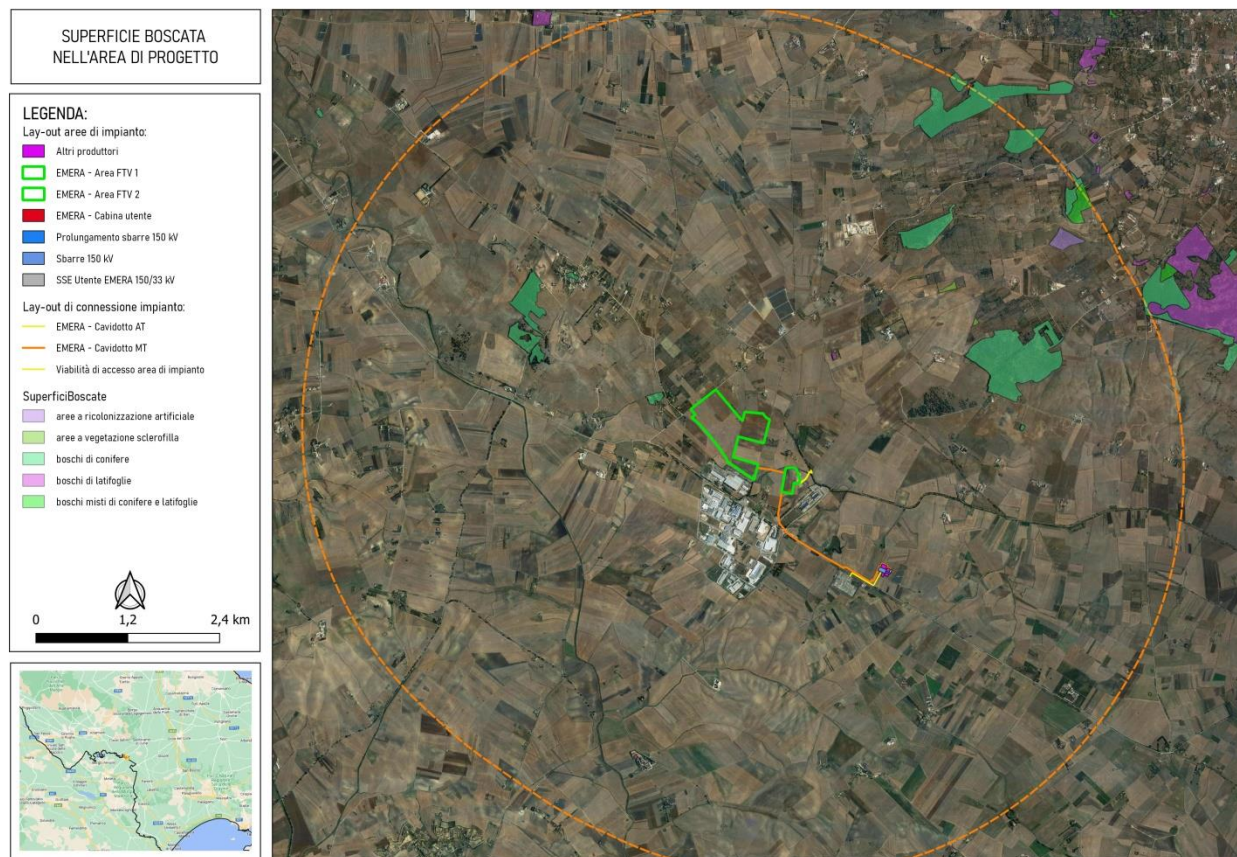 SUPERFICIE BOSCATA
NELL'AREA DI PROGETTO
LEGENDA:
Lay-out aree di impianto:
Altri produttori
EMERA - Area FTV 1
EMERA - Area FTV 2
EMERA - Cabina utente
Prolungamento sbarre 150 kV
Sbarre 150 kV
SSE Utente EMERA 150/33 kV
Lay-out di connessione impianto:
EMERA - Cavidotto AT
EMERA - Cavidotto MT
Viabilità di accesso area di impianto
SuperficiBoscate
aree a ricolonizzazione artificiale
aree a vegetazione sclerofilla
boschi di conifere
boschi di latifoglie
boschi misti di conifere e latifoglie
0 1,2 2,4 km